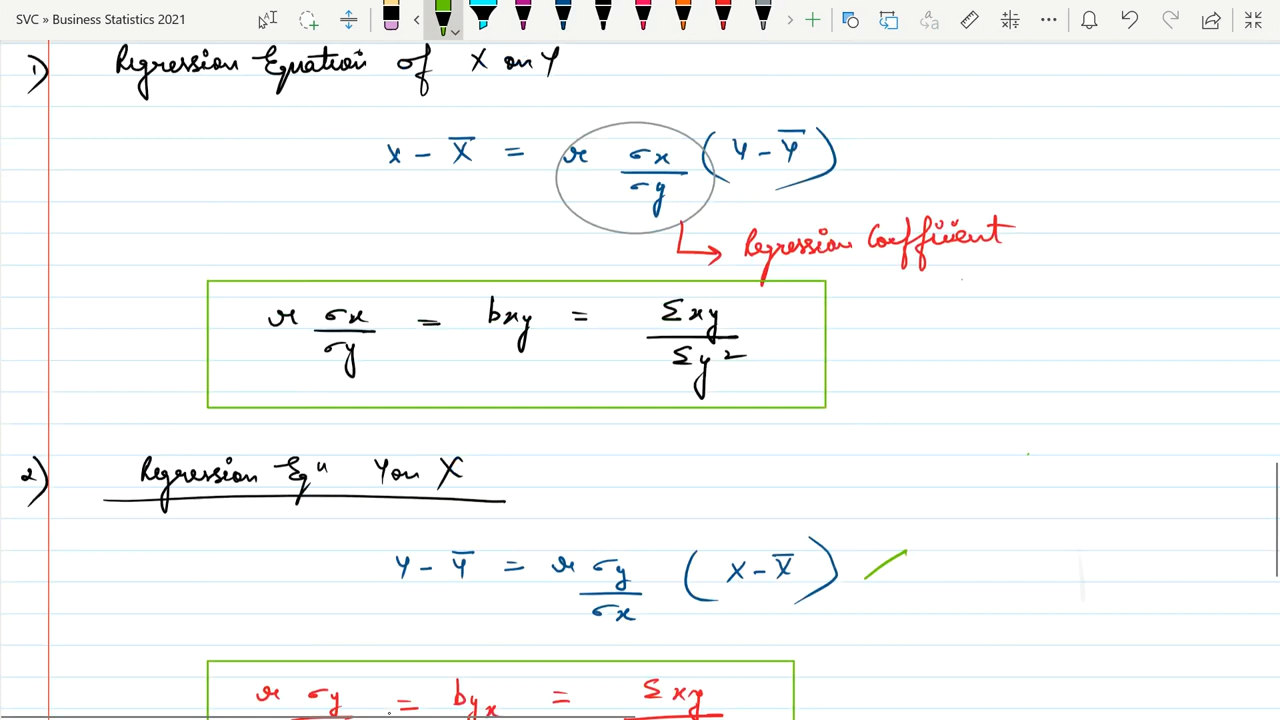 SVC » Business Statistics 2021
1) Regression Equation of X on Y
X - X̄ = r σx/σy (Y - Ȳ)
→ Regression Coefficient
r σx/σy = bxy = Σxy/Σy²
2) Regression Eqⁿ Y on X
Y - Ȳ = r σy/σx (X - X̄)
r σy = byx = Σxy